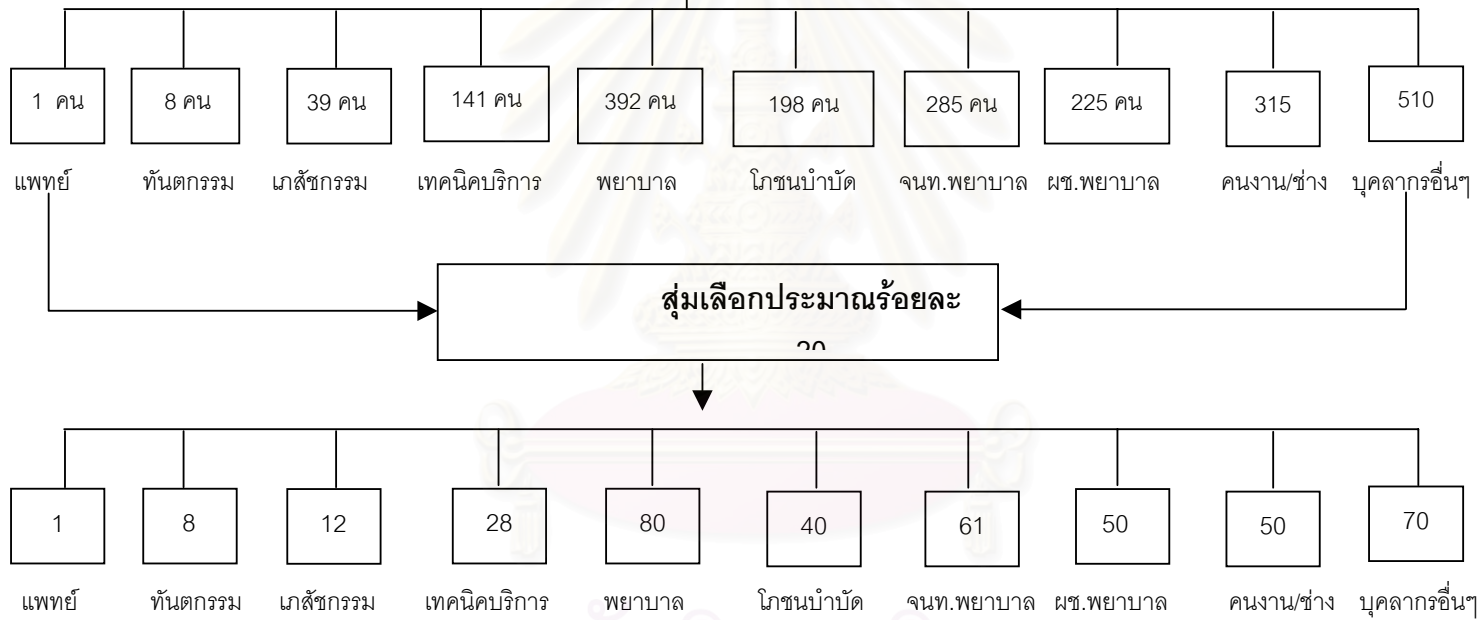 1 คน 8 คน 39 คน 141 คน 392 คน 198 คน 285 คน 225 คน 315 510
แพทย์ ทันตกรรม เภสัชกรรม เทคนิคบริการ พยาบาล โภชนบำบัด จนท.พยาบาล ผช.พยาบาล คนงาน/ช่าง บุคลากรอื่นๆ
สุ่มเลือกประมาณร้อยละ
20
1 8 12 28 80 40 61 50 50 70
แพทย์ ทันตกรรม เภสัชกรรม เทคนิคบริการ พยาบาล โภชนบำบัด จนท.พยาบาล ผช.พยาบาล คนงาน/ช่าง บุคลากรอื่นๆ